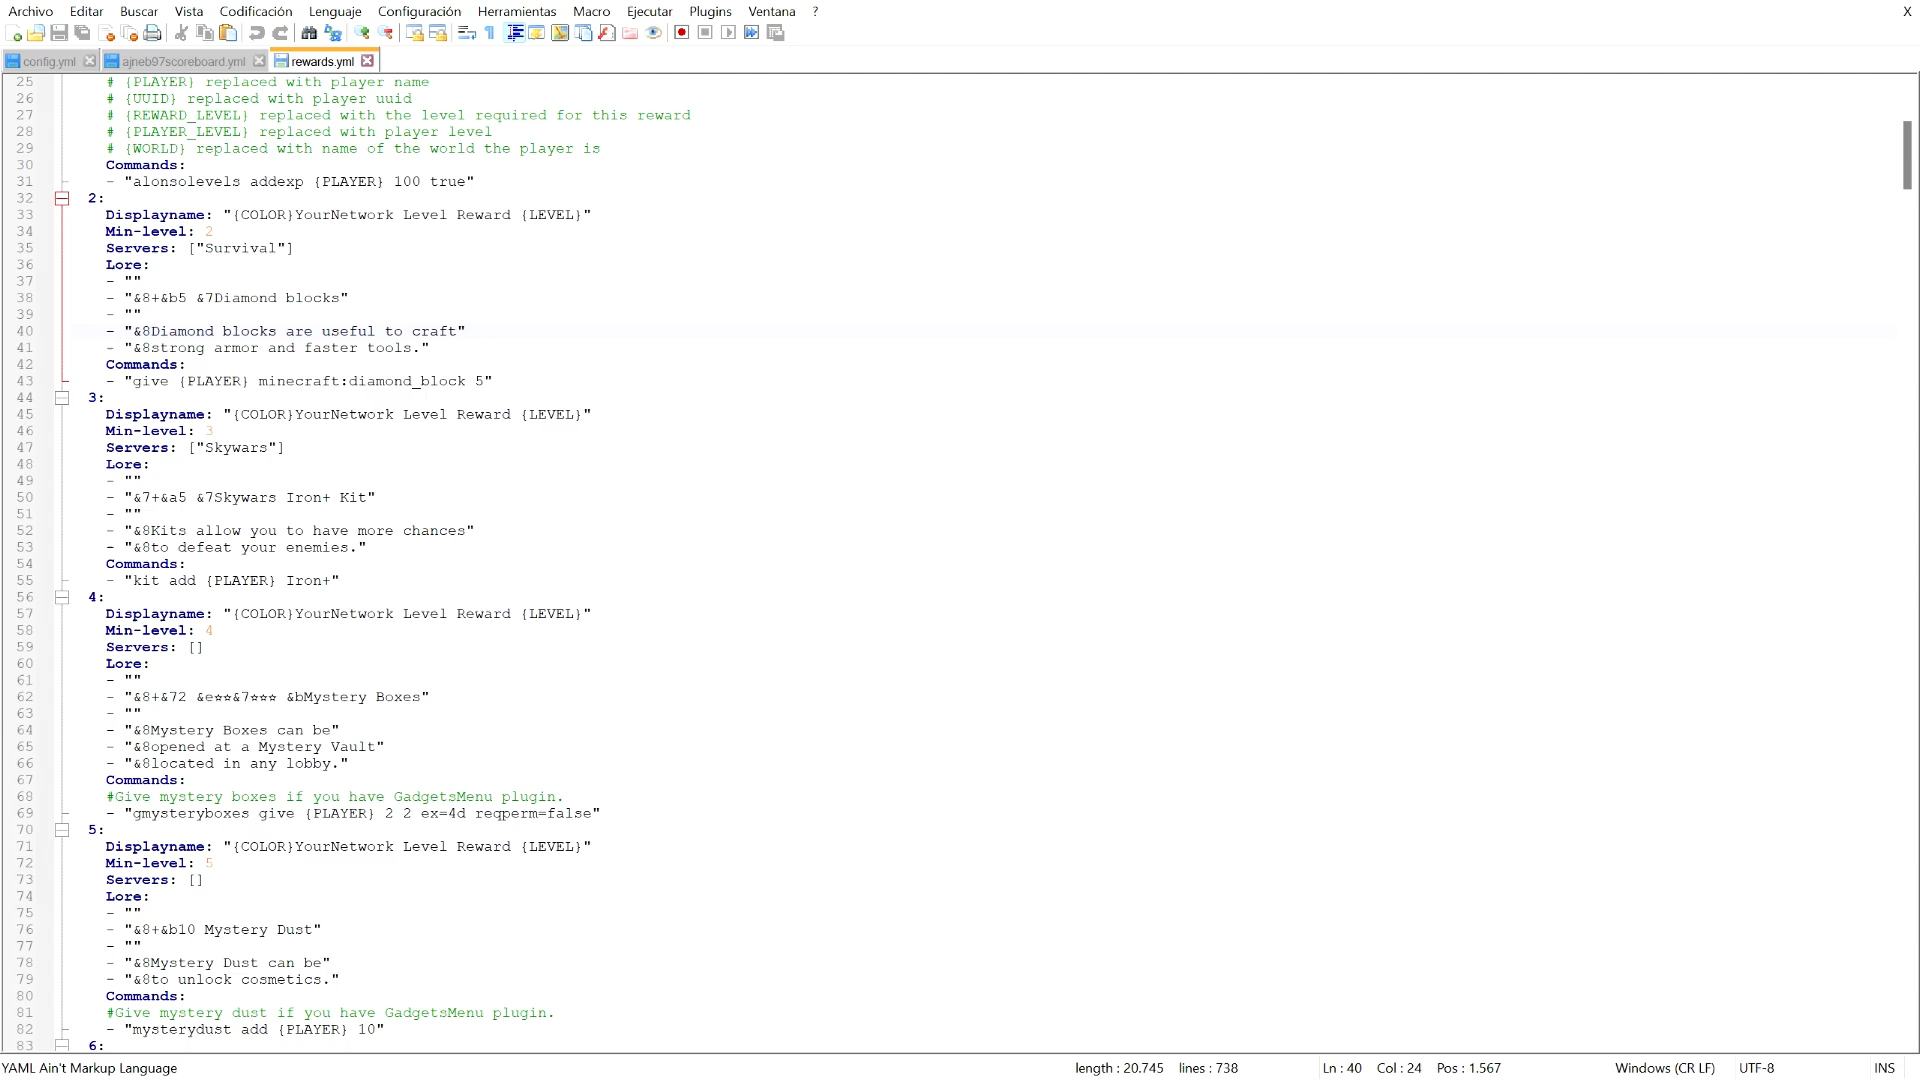 Archivo Editar Buscar Vista Codificación Lenguaje Configuración Herramientas Macro Ejecutar Plugins Ventana ? X
config.yml ajneb97scoreboard.yml rewards.yml
25 # {PLAYER} replaced with player name
26 # {UUID} replaced with player uuid
27 # {REWARD_LEVEL} replaced with the level required for this reward
28 # {PLAYER_LEVEL} replaced with player level
29 # {WORLD} replaced with name of the world the player is
30 Commands:
31 - "alonsolevels addexp {PLAYER} 100 true"
32 2:
33 Displayname: "{COLOR}YourNetwork Level Reward {LEVEL}"
34 Min-level: 2
35 Servers: ["Survival"]
36 Lore:
37 - ""
38 - "&8+&b5 &7Diamond blocks"
39 - ""
40 - "&8Diamond blocks are useful to craft"
41 - "&8strong armor and faster tools."
42 Commands:
43 - "give {PLAYER} minecraft:diamond_block 5"
44 3:
45 Displayname: "{COLOR}YourNetwork Level Reward {LEVEL}"
46 Min-level: 3
47 Servers: ["Skywars"]
48 Lore:
49 - ""
50 - "&7+&a5 &7Skywars Iron+ Kit"
51 - ""
52 - "&8Kits allow you to have more chances"
53 - "&8to defeat your enemies."
54 Commands:
55 - "kit add {PLAYER} Iron+"
56 4:
57 Displayname: "{COLOR}YourNetwork Level Reward {LEVEL}"
58 Min-level: 4
59 Servers: []
60 Lore:
61 - ""
62 - "&8+&72 &e☆☆&7☆☆☆ &bMystery Boxes"
63 - ""
64 - "&8Mystery Boxes can be"
65 - "&8opened at a Mystery Vault"
66 - "&8located in any lobby."
67 Commands:
68 #Give mystery boxes if you have GadgetsMenu plugin.
69 - "gmysteryboxes give {PLAYER} 2 2 ex=4d reqperm=false"
70 5:
71 Displayname: "{COLOR}YourNetwork Level Reward {LEVEL}"
72 Min-level: 5
73 Servers: []
74 Lore:
75 - ""
76 - "&8+&b10 Mystery Dust"
77 - ""
78 - "&8Mystery Dust can be"
79 - "&8to unlock cosmetics."
80 Commands:
81 #Give mystery dust if you have GadgetsMenu plugin.
82 - "mysterydust add {PLAYER} 10"
83 6:
YAML Ain't Markup Language length : 20.745 lines : 738 Ln : 40 Col : 24 Pos : 1.567 Windows (CR LF) UTF-8 INS